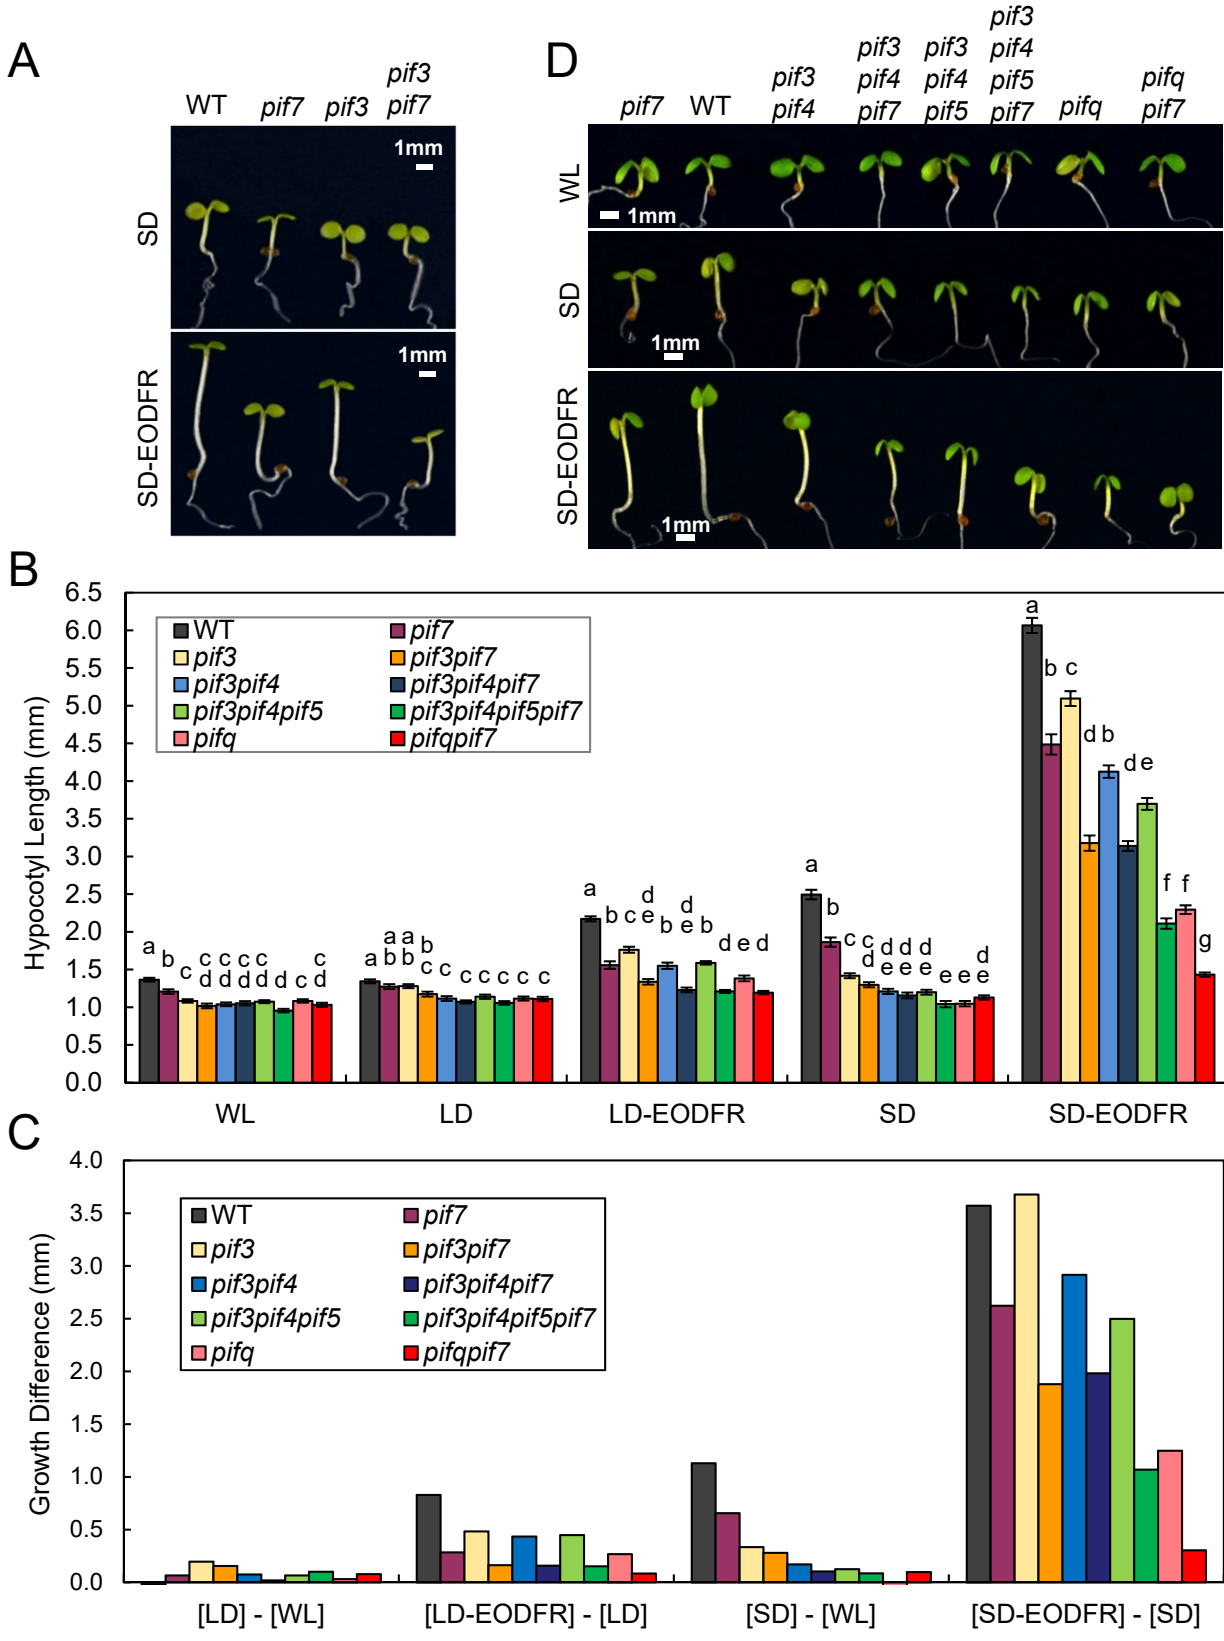 A
WT
pif7
pif3
pif3
pif7
SD
1mm
SD-EODFR
1mm
D
pif7
WT
pif3
pif4
pif3
pif4
pif7
pif3
pif4
pif5
pif3
pif4
pif5
pif7
pifq
pifq
pif7
WL
1mm
SD
1mm
SD-EODFR
1mm
B
Hypocotyl Length (mm)
6.5
6.0
5.5
5.0
4.5
4.0
3.5
3.0
2.5
2.0
1.5
1.0
0.5
0.0
WT
pif7
pif3
pif3pif7
pif3pif4
pif3pif4pif7
pif3pif4pif5
pif3pif4pif5pif7
pifq
pifqpif7
a b c c d c d c d c d d c c d
a a b a b b c c c c c c c
a b c d e b d e b d e d
a b c c d d e d e d e e e d e
a b c d b d e f f g
WL LD LD-EODFR SD SD-EODFR
C
Growth Difference (mm)
4.0
3.5
3.0
2.5
2.0
1.5
1.0
0.5
0.0
WT
pif7
pif3
pif3pif7
pif3pif4
pif3pif4pif7
pif3pif4pif5
pif3pif4pif5pif7
pifq
pifqpif7
[LD] - [WL] [LD-EODFR] - [LD] [SD] - [WL] [SD-EODFR] - [SD]